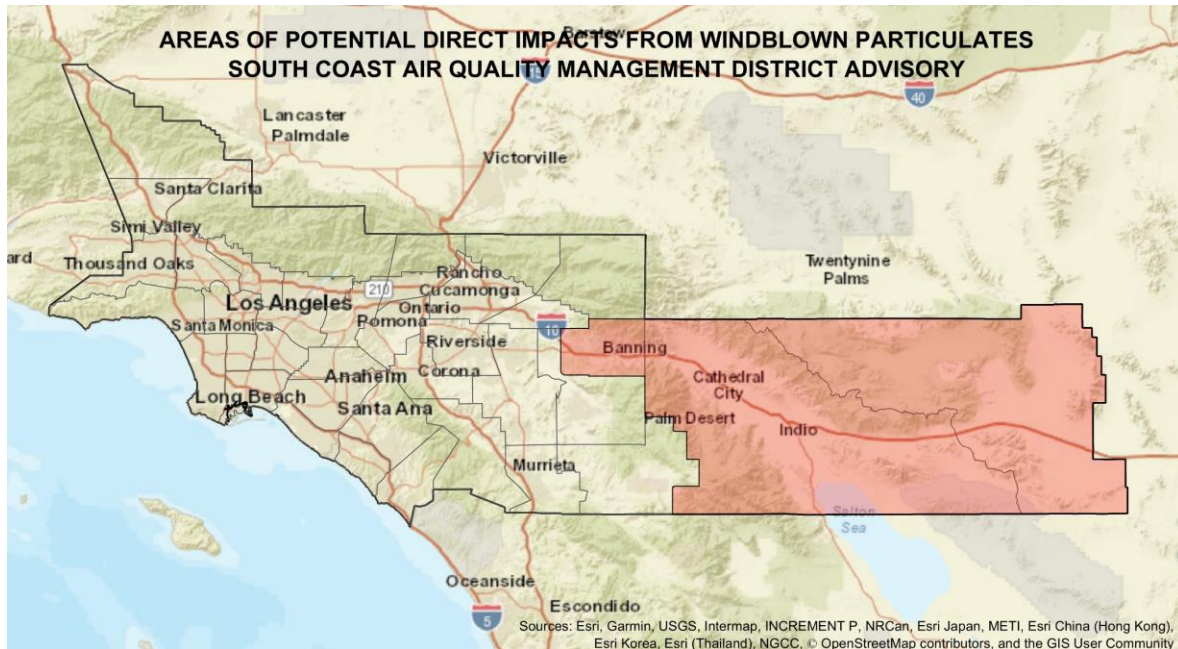 AREAS OF POTENTIAL DIRECT IMPACTS FROM WINDBLOWN PARTICULATES
Barstow
SOUTH COAST AIR QUALITY MANAGEMENT DISTRICT ADVISORY
15
40
Lancaster
Palmdale
Victorville
Santa Clarita
Simi Valley
ard
Thousand Oaks
Twentynine
Palms
Rancho
Cucamonga
210
Los Angeles
Ontario
Santa Monica
Pomona
10
Riverside
Banning
Anaheim
Corona
Cathedral
City
Long Beach
Santa Ana
Palm Desert
Indio
Murrieta
Salton
Sea
Oceanside
5
Escondido
Sources: Esri, Garmin, USGS, Intermap, INCREMENT P, NRCan, Esri Japan, METI, Esri China (Hong Kong),
Esri Korea, Esri (Thailand), NGCC, © OpenStreetMap contributors, and the GIS User Community